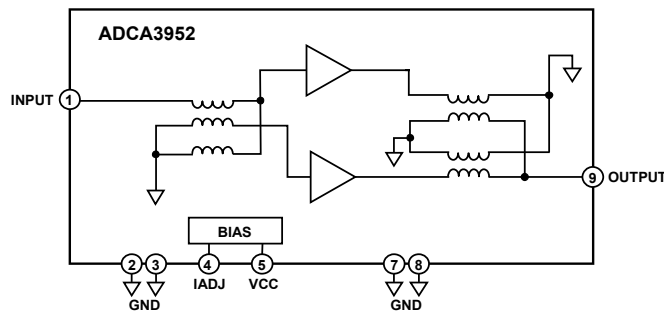 ADCA3952
INPUT 1
9 OUTPUT
BIAS
2 3 4 5 7 8
IADJ VCC
GND GND